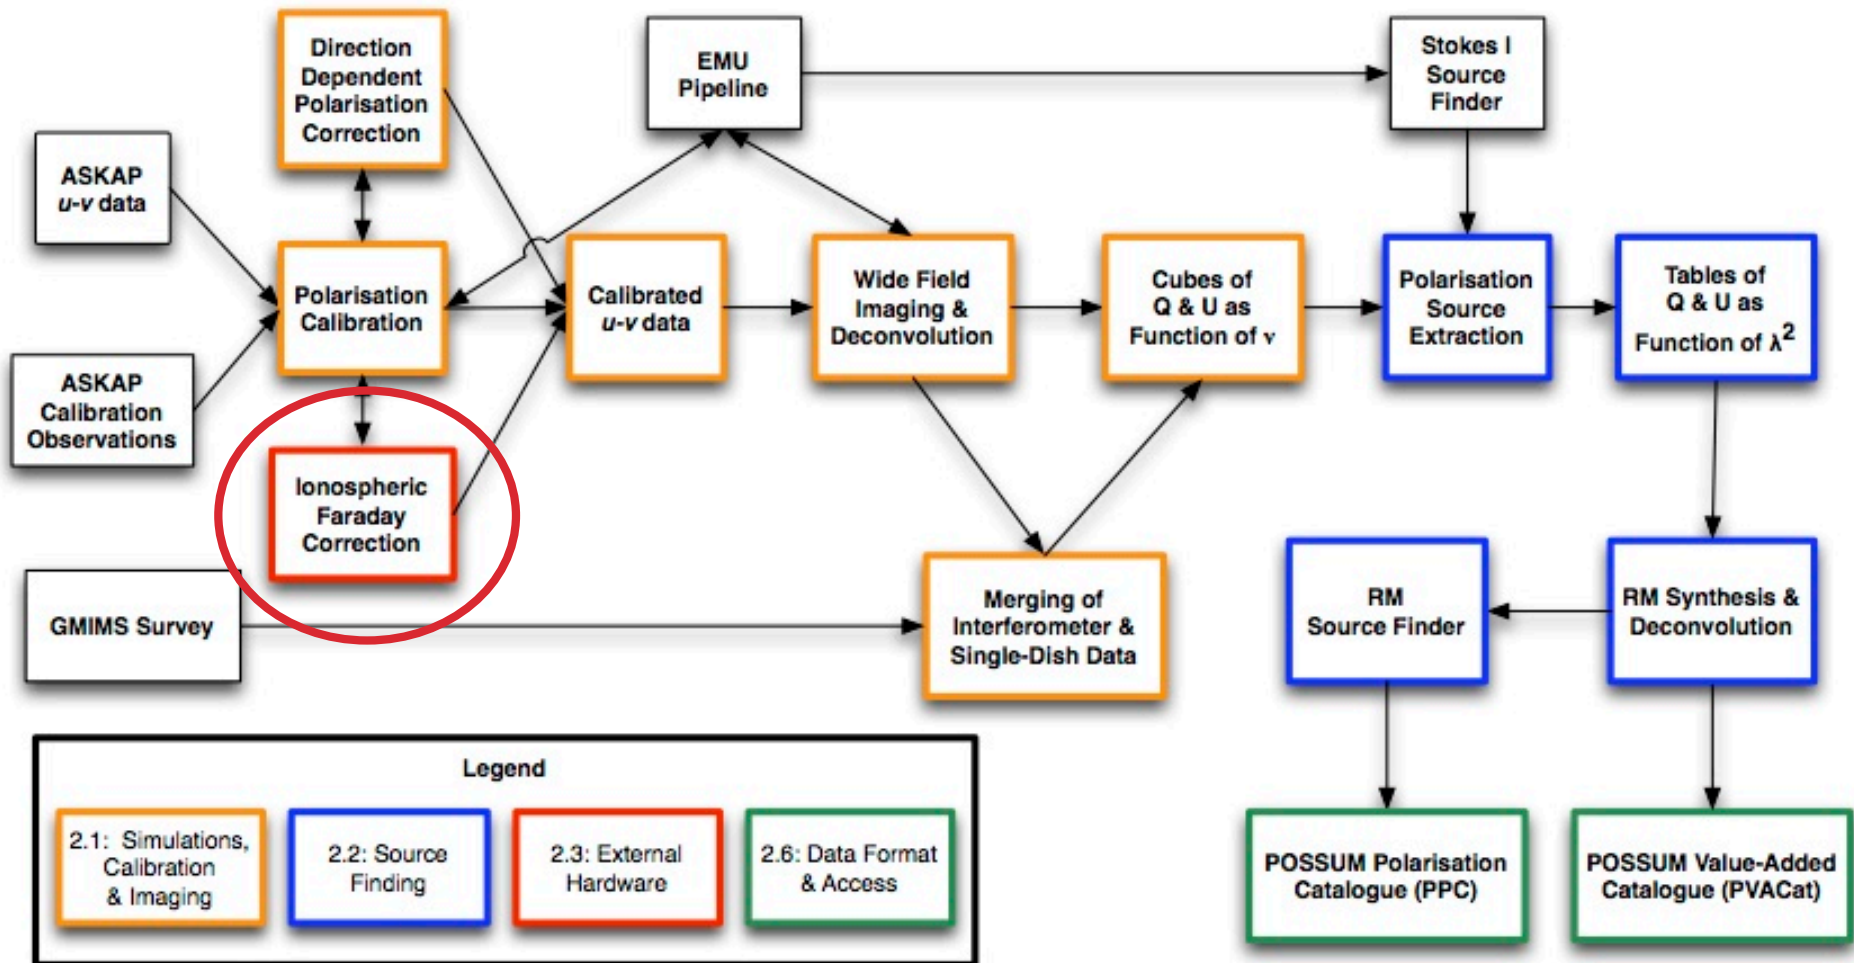 Direction
Dependent
Polarisation
Correction
EMU
Pipeline
Stokes I
Source
Finder
ASKAP
u-v data
Polarisation
Calibration
Calibrated
u-v data
Wide Field
Imaging &
Deconvolution
Cubes of
Q & U as
Function of ν
Polarisation
Source
Extraction
Tables of
Q & U as
Function of λ²
ASKAP
Calibration
Observations
Ionospheric
Faraday
Correction
GMIMS Survey
Merging of
Interferometer &
Single-Dish Data
RM
Source Finder
RM Synthesis &
Deconvolution
Legend
2.1: Simulations,
Calibration
& Imaging
2.2: Source
Finding
2.3: External
Hardware
2.6: Data Format
& Access
POSSUM Polarisation
Catalogue (PPC)
POSSUM Value-Added
Catalogue (PVACat)